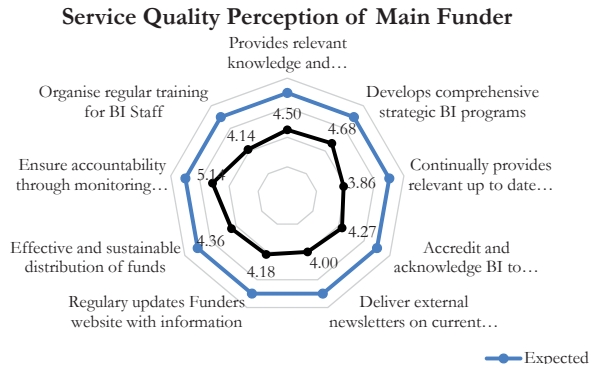 Service Quality Perception of Main Funder
Provides relevant
knowledge and…
Organise regular training
for BI Staff
Develops comprehensive
strategic BI programs
4.50
4.68
4.14
Ensure accountability
through monitoring…
5.14
3.86
Continually provides
relevant up to date…
4.27
4.36
Effective and sustainable
distribution of funds
4.18
4.00
Accredit and
acknowledge BI to…
Regulary updates Funders
website with information
Deliver external
newsletters on current…
Expected